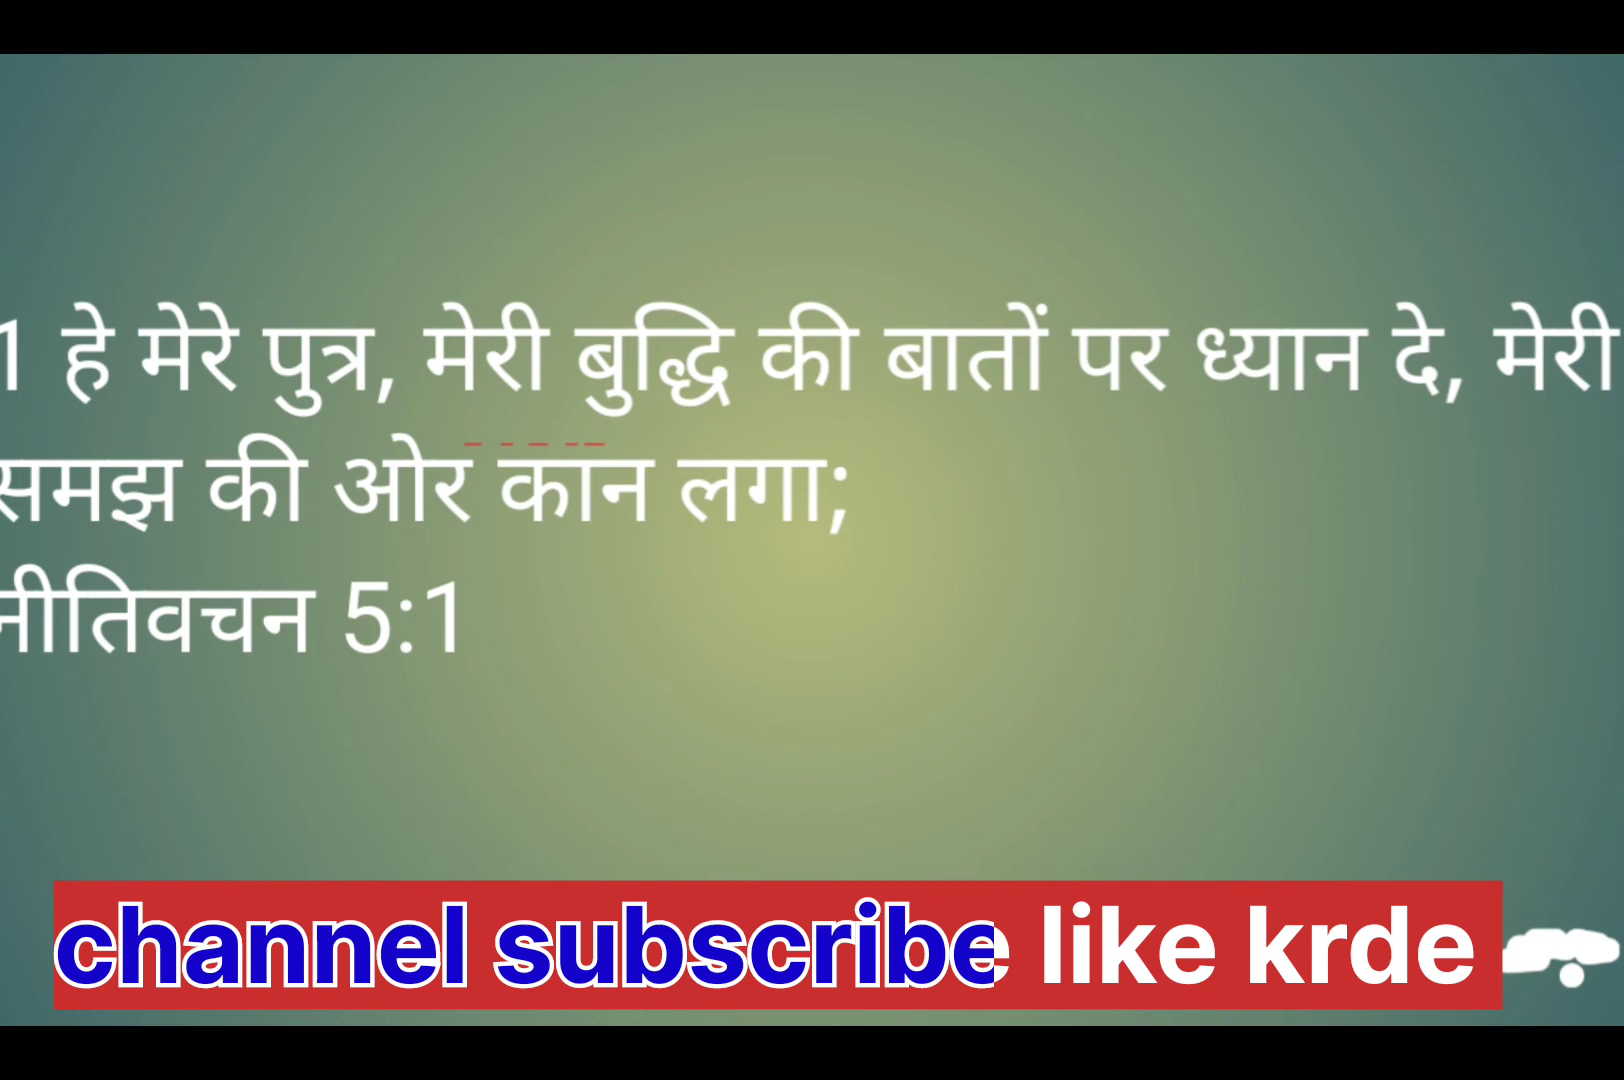 1 हे मेरे पुत्र, मेरी बुद्धि की बातों पर ध्यान दे, मेरी
समझ की ओर कान लगा;
नीतिवचन 5:1
channel subscribe like krde